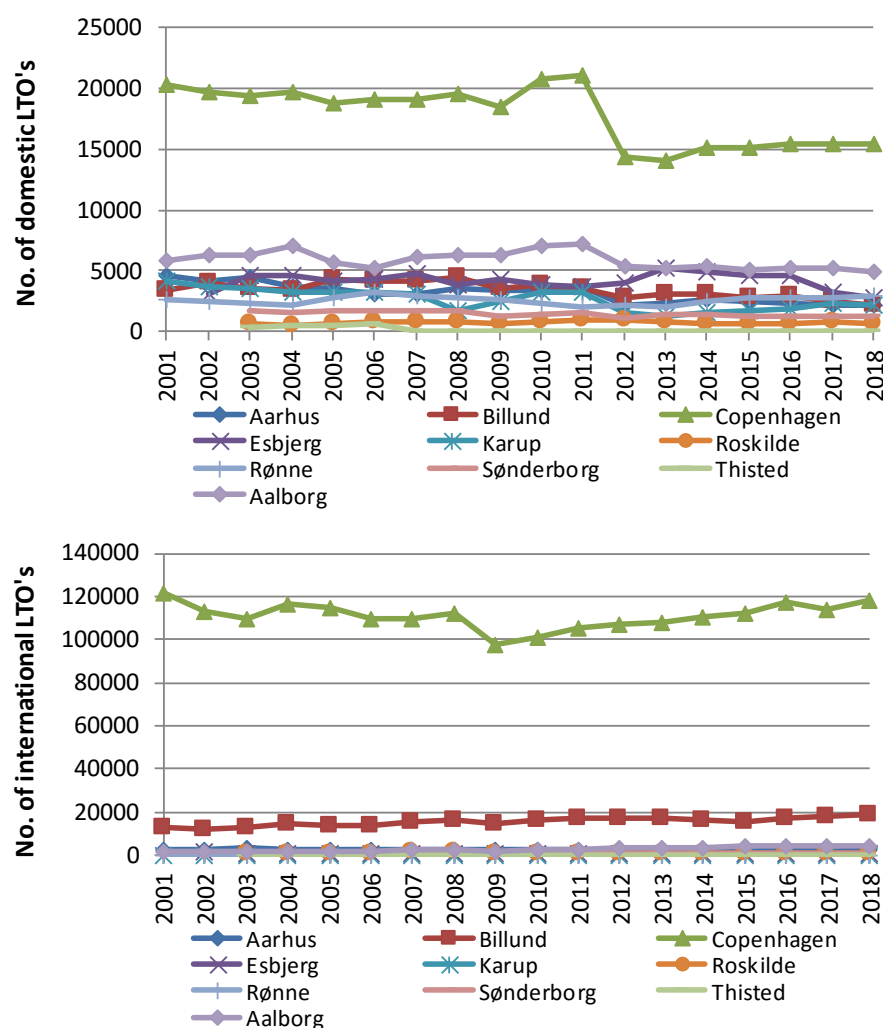 No. of domestic LTO's
25000
20000
15000
10000
5000
0
2001 2002 2003 2004 2005 2006 2007 2008 2009 2010 2011 2012 2013 2014 2015 2016 2017 2018
Aarhus Billund Copenhagen
Esbjerg Karup Roskilde
Rønne Sønderborg Thisted
Aalborg
No. of international LTO's
140000
120000
100000
80000
60000
40000
20000
0
2001 2002 2003 2004 2005 2006 2007 2008 2009 2010 2011 2012 2013 2014 2015 2016 2017 2018
Aarhus Billund Copenhagen
Esbjerg Karup Roskilde
Rønne Sønderborg Thisted
Aalborg